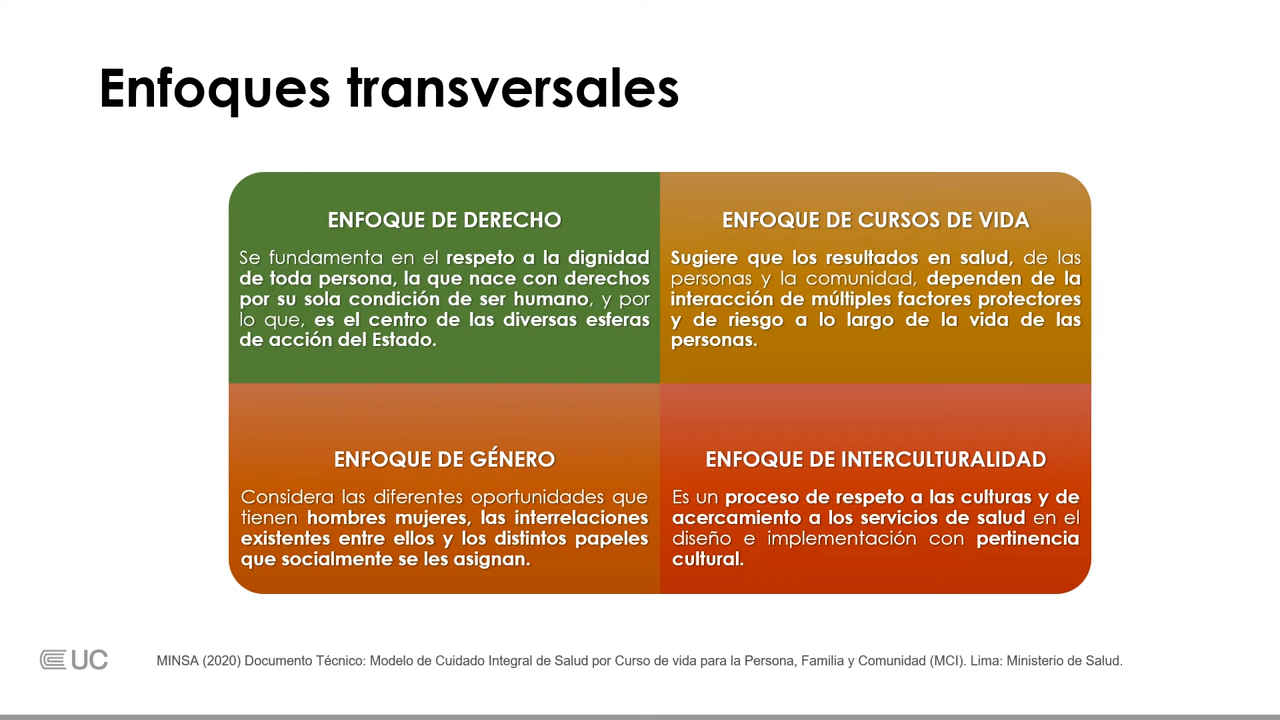 Enfoques transversales
ENFOQUE DE DERECHO
Se fundamenta en el respeto a la dignidad
de toda persona, la que nace con derechos
por su sola condición de ser humano, y por
lo que, es el centro de las diversas esferas
de acción del Estado.
ENFOQUE DE CURSOS DE VIDA
Sugiere que los resultados en salud, de las
personas y la comunidad, dependen de la
interacción de múltiples factores protectores
y de riesgo a lo largo de la vida de las
personas.
ENFOQUE DE GÉNERO
Considera las diferentes oportunidades que
tienen hombres mujeres, las interrelaciones
existentes entre ellos y los distintos papeles
que socialmente se les asignan.
ENFOQUE DE INTERCULTURALIDAD
Es un proceso de respeto a las culturas y de
acercamiento a los servicios de salud en el
diseño e implementación con pertinencia
cultural.
UC
MINSA (2020) Documento Técnico: Modelo de Cuidado Integral de Salud por Curso de vida para la Persona, Familia y Comunidad (MCI). Lima: Ministerio de Salud.